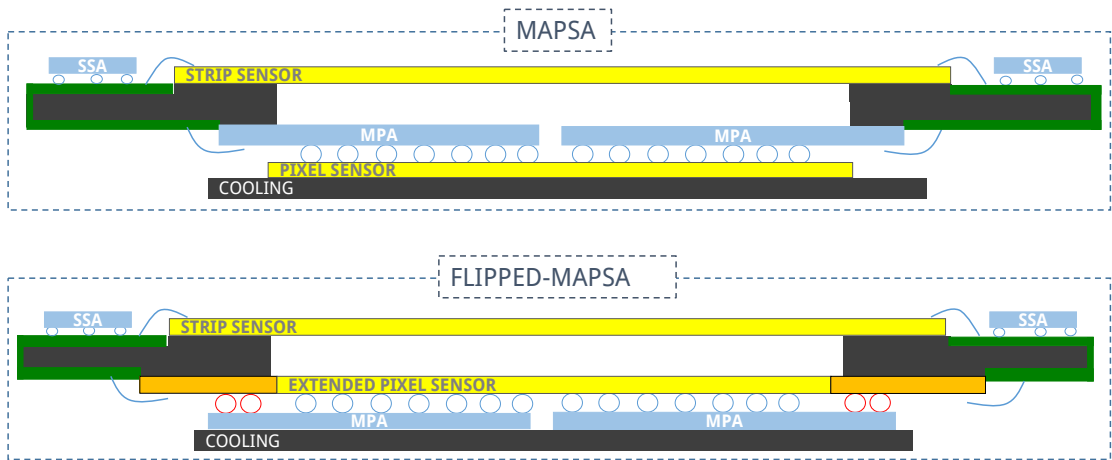 MAPSA
SSA
SSA
STRIP SENSOR
MPA
MPA
PIXEL SENSOR
COOLING
FLIPPED-MAPSA
SSA
SSA
STRIP SENSOR
EXTENDED PIXEL SENSOR
MPA
MPA
COOLING